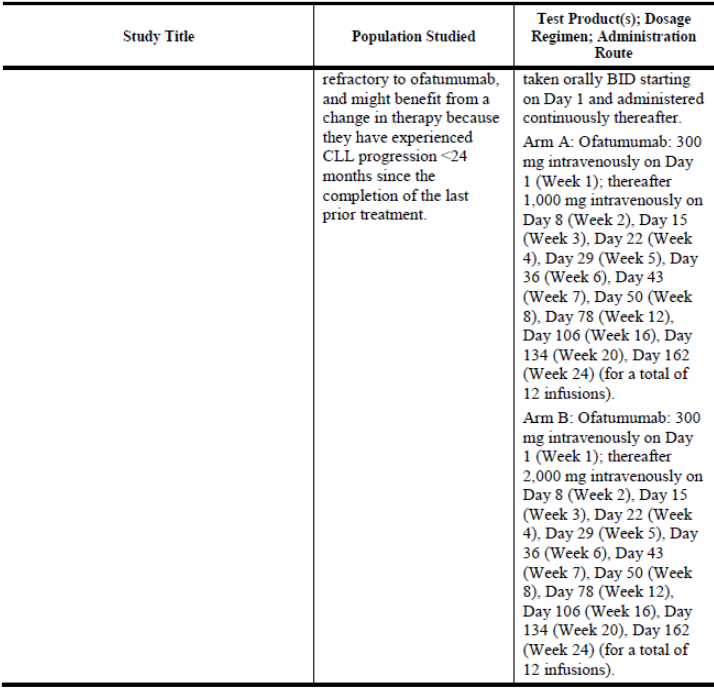 Study Title
Population Studied
Test Product(s); Dosage
Regimen; Administration
Route
refractory to ofatumumab,
and might benefit from a
change in therapy because
they have experienced
CLL progression <24
months since the
completion of the last
prior treatment.
taken orally BID starting
on Day 1 and administered
continuously thereafter.
Arm A: Ofatumumab: 300
mg intravenously on Day
1 (Week 1); thereafter
1,000 mg intravenously on
Day 8 (Week 2), Day 15
(Week 3), Day 22 (Week
4), Day 29 (Week 5), Day
36 (Week 6), Day 43
(Week 7), Day 50 (Week
8), Day 78 (Week 12),
Day 106 (Week 16), Day
134 (Week 20), Day 162
(Week 24) (for a total of
12 infusions).
Arm B: Ofatumumab: 300
mg intravenously on Day
1 (Week 1); thereafter
2,000 mg intravenously on
Day 8 (Week 2), Day 15
(Week 3), Day 22 (Week
4), Day 29 (Week 5), Day
36 (Week 6), Day 43
(Week 7), Day 50 (Week
8), Day 78 (Week 12),
Day 106 (Week 16), Day
134 (Week 20), Day 162
(Week 24) (for a total of
12 infusions).